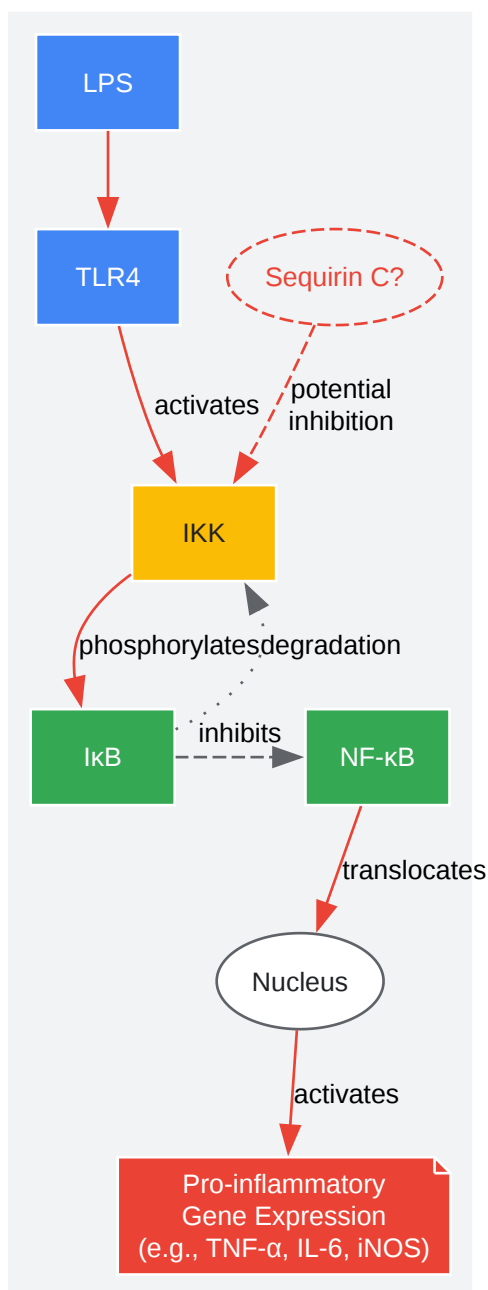 LPS
TLR4
Sequirin C?
activates
potential
inhibition
IKK
phosphorylates
degradation
inhibits
IκB
NF-κB
translocates
Nucleus
activates
Pro-inflammatory
Gene Expression
(e.g., TNF-α, IL-6, iNOS)